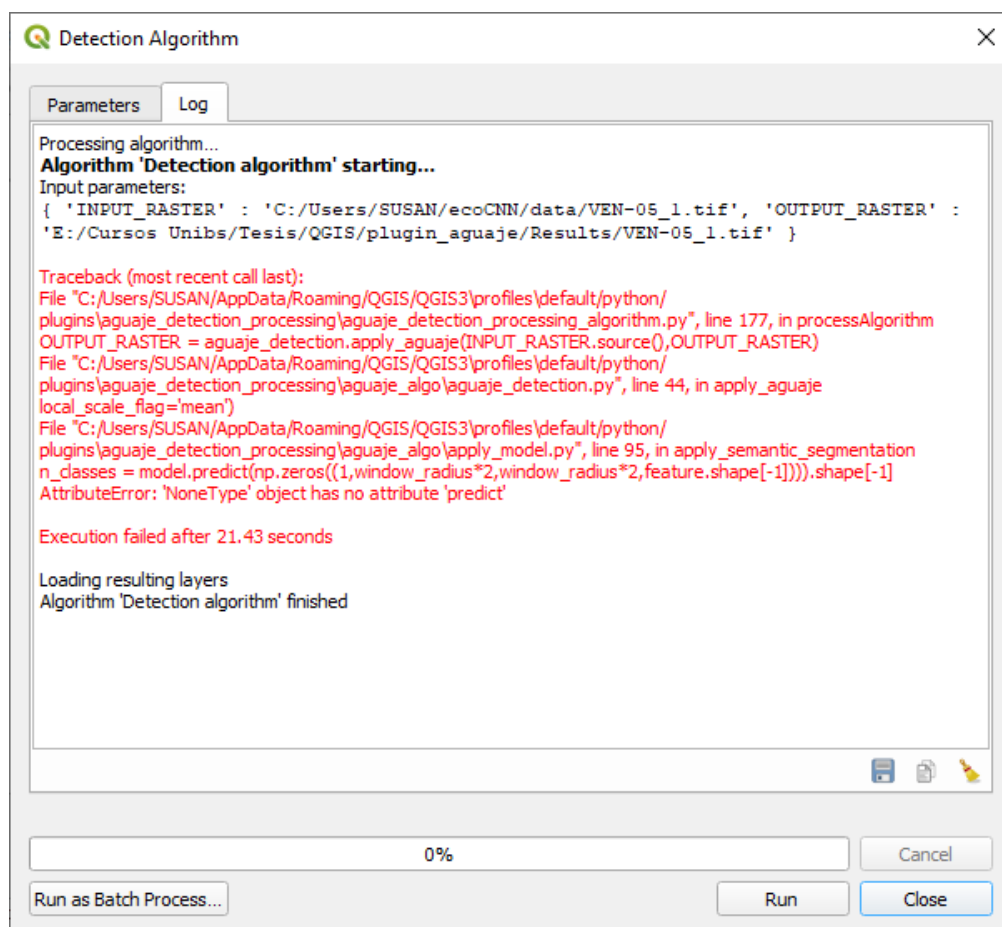 Detection Algorithm
Parameters
Log
Processing algorithm...
Algorithm 'Detection algorithm' starting...
Input parameters:
{ 'INPUT_RASTER' : 'C:/Users/SUSAN/ecoCNN/data/VEN-05_1.tif', 'OUTPUT_RASTER' :
'E:/Cursos Unibs/Tesis/QGIS/plugin_aguaje/Results/VEN-05_1.tif' }
Traceback (most recent call last):
File "C:/Users/SUSAN/AppData/Roaming/QGIS/QGIS3\profiles\default/python/
plugins\aguaje_detection_processing\aguaje_detection_processing_algorithm.py", line 177, in processAlgorithm
OUTPUT_RASTER = aguaje_detection.apply_aguaje(INPUT_RASTER.source(),OUTPUT_RASTER)
File "C:/Users/SUSAN/AppData/Roaming/QGIS/QGIS3\profiles\default/python/
plugins\aguaje_detection_processing\aguaje_algo\aguaje_detection.py", line 44, in apply_aguaje
local_scale_flag='mean')
File "C:/Users/SUSAN/AppData/Roaming/QGIS/QGIS3\profiles\default/python/
plugins\aguaje_detection_processing\aguaje_algo\apply_model.py", line 95, in apply_semantic_segmentation
n_classes = model.predict(np.zeros((1,window_radius*2,window_radius*2,feature.shape[-1]))).shape[-1]
AttributeError: 'NoneType' object has no attribute 'predict'
Execution failed after 21.43 seconds
Loading resulting layers
Algorithm 'Detection algorithm' finished
0%
Cancel
Run as Batch Process...
Run
Close